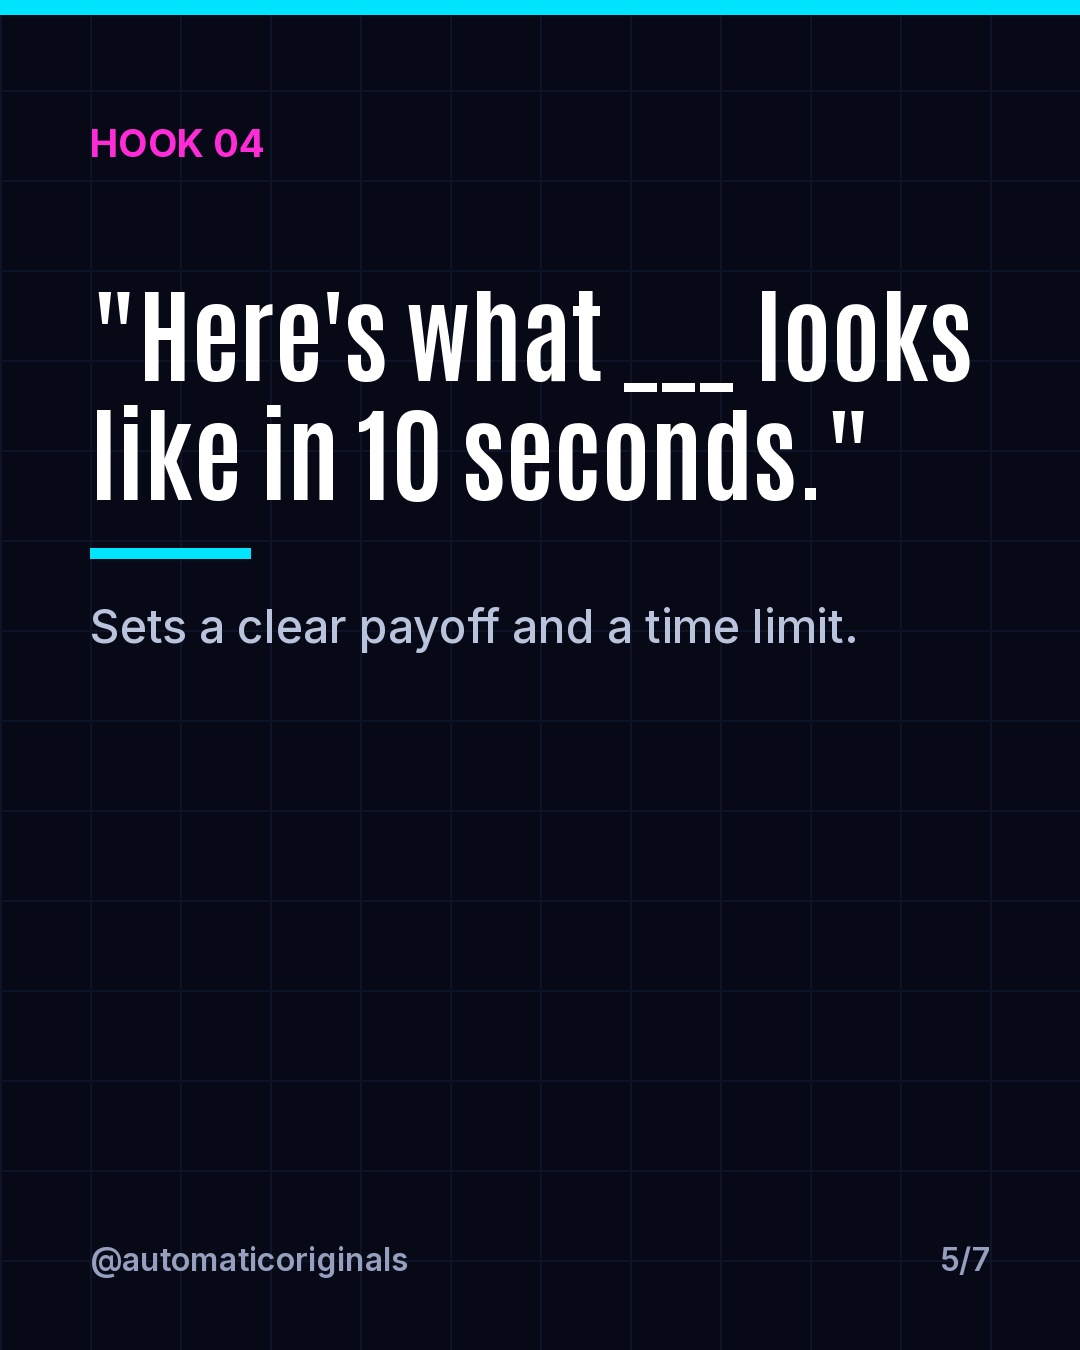 HOOK 04
"Here's what ___ looks
like in 10 seconds."
Sets a clear payoff and a time limit.
@automaticoriginals
5/7